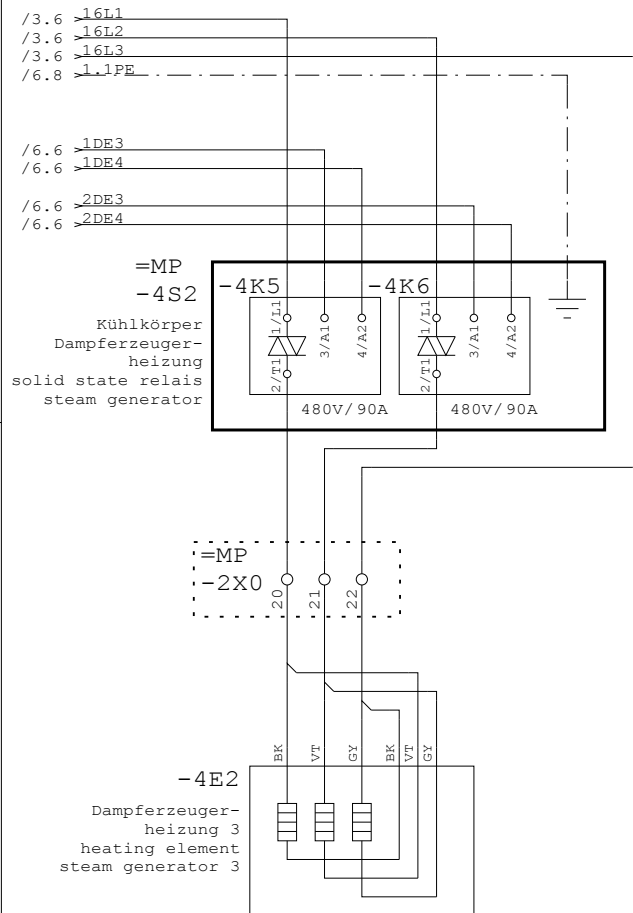 /3.6 16L1
/3.6 16L2
/3.6 16L3
/6.8 1.1PE
/6.6 1DE3
/6.6 1DE4
/6.6 2DE3
/6.6 2DE4
=MP
-4S2
Kühlkörper
Dampferzeuger-
heizung
solid state relais
steam generator
-4K5
1/L1
3/A1
4/A2
2/T1
480V/90A
-4K6
1/L1
3/A1
4/A2
2/T1
480V/90A
=MP
-2X0
20
21
22
BK
VT
GY
BK
VT
GY
-4E2
Dampferzeuger-
heizung 3
heating element
steam generator 3